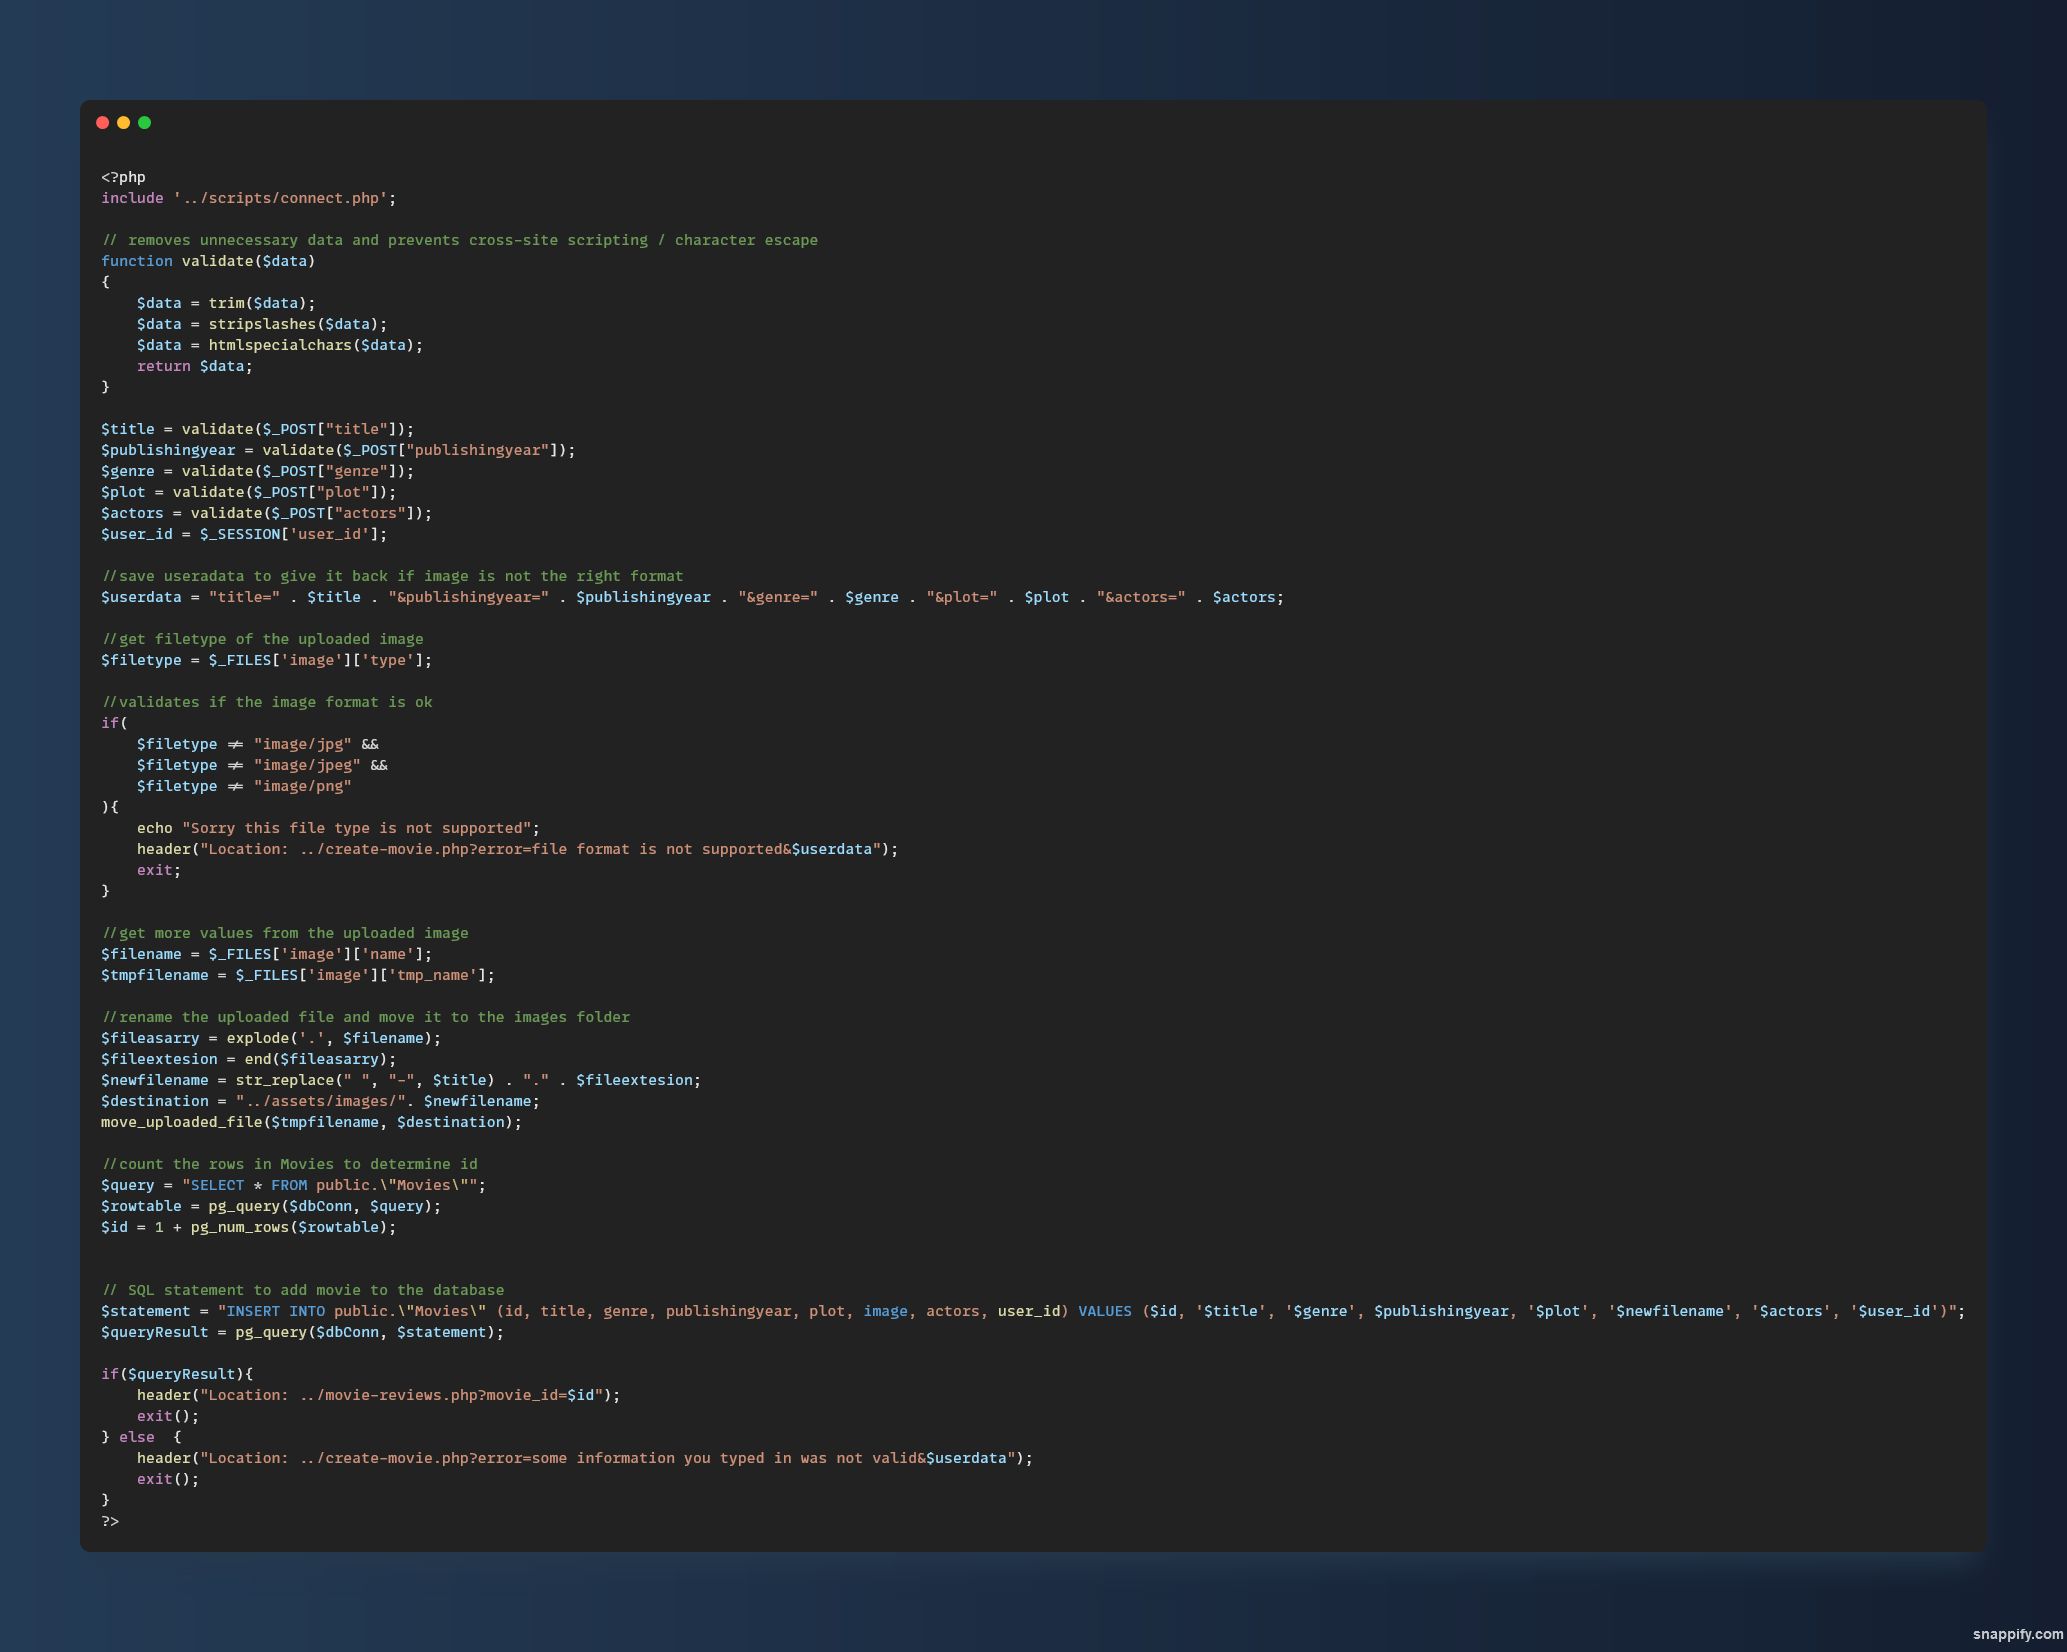 <?php
include '../scripts/connect.php';

// removes unnecessary data and prevents cross-site scripting / character escape
function validate($data)
{
    $data = trim($data);
    $data = stripslashes($data);
    $data = htmlspecialchars($data);
    return $data;
}

$title = validate($_POST["title"]);
$publishingyear = validate($_POST["publishingyear"]);
$genre = validate($_POST["genre"]);
$plot = validate($_POST["plot"]);
$actors = validate($_POST["actors"]);
$user_id = $_SESSION['user_id'];

//save useradata to give it back if image is not the right format
$userdata = "title=" . $title . "&publishingyear=" . $publishingyear . "&genre=" . $genre . "&plot=" . $plot . "&actors=" . $actors;

//get filetype of the uploaded image
$filetype = $_FILES['image']['type'];

//validates if the image format is ok
if(
    $filetype != "image/jpg" &&
    $filetype != "image/jpeg" &&
    $filetype != "image/png"
){
    echo "Sorry this file type is not supported";
    header("Location: ../create-movie.php?error=file format is not supported&$userdata");
    exit;
}

//get more values from the uploaded image
$filename = $_FILES['image']['name'];
$tmpfilename = $_FILES['image']['tmp_name'];

//rename the uploaded file and move it to the images folder
$fileasarry = explode('.', $filename);
$fileextesion = end($fileasarry);
$newfilename = str_replace(" ", "-", $title) . "." . $fileextesion;
$destination = "../assets/images/". $newfilename;
move_uploaded_file($tmpfilename, $destination);

//count the rows in Movies to determine id
$query = "SELECT * FROM public.\"Movies\"";
$rowtable = pg_query($dbConn, $query);
$id = 1 + pg_num_rows($rowtable);


// SQL statement to add movie to the database
$statement = "INSERT INTO public.\"Movies\" (id, title, genre, publishingyear, plot, image, actors, user_id) VALUES ($id, '$title', '$genre', $publishingyear, '$plot', '$newfilename', '$actors', '$user_id')";
$queryResult = pg_query($dbConn, $statement);

if($queryResult){
    header("Location: ../movie-reviews.php?movie_id=$id");
    exit();
} else  {
    header("Location: ../create-movie.php?error=some information you typed in was not valid&$userdata");
    exit();
}
?>
snappify.com